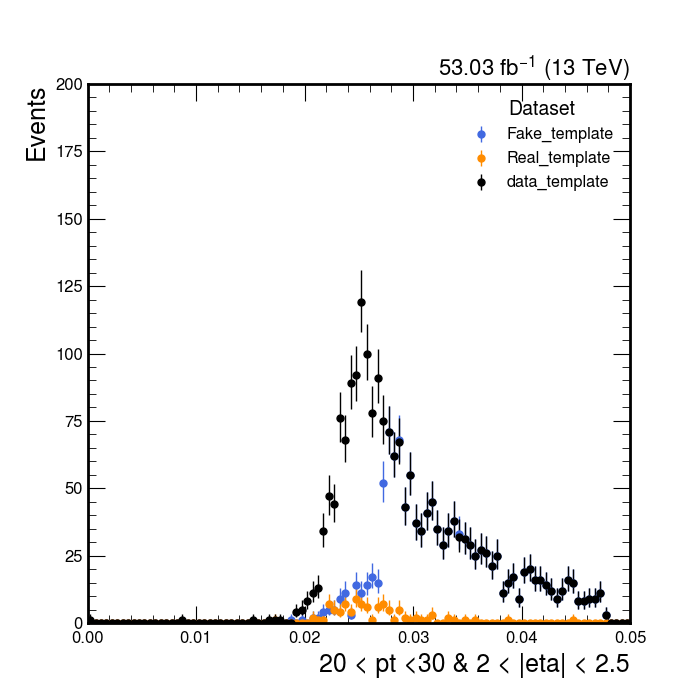 53.03 fb⁻¹ (13 TeV)
Events
200
175
150
125
100
75
50
25
0
Dataset
Fake_template
Real_template
data_template
0.00 0.01 0.02 0.03 0.04 0.05
20 < pt <30 & 2 < |eta| < 2.5